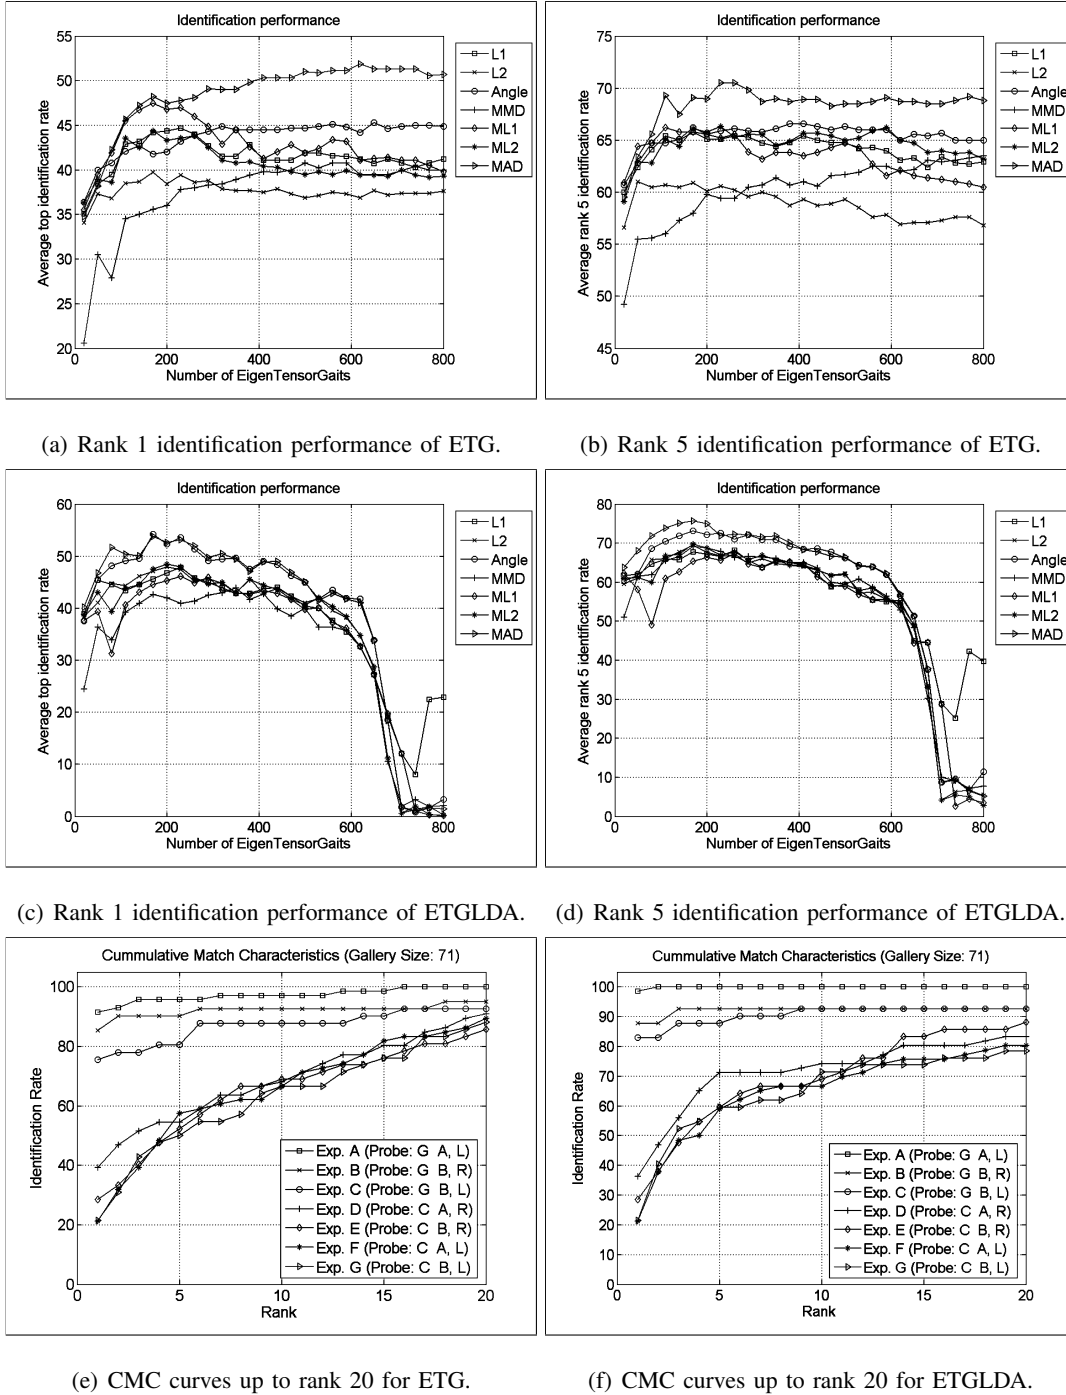 Identification performance
55
50
45
40
35
30
25
20
0
200
400
600
800
Average top identification rate
Number of EigenTensorGaits
L1
L2
Angle
MMD
ML1
ML2
MAD
Identification performance
75
70
65
60
55
50
45
0
200
400
600
800
Average rank 5 identification rate
Number of EigenTensorGaits
L1
L2
Angle
MMD
ML1
ML2
MAD
(a) Rank 1 identification performance of ETG.
(b) Rank 5 identification performance of ETG.
Identification performance
60
50
40
30
20
10
0
0
200
400
600
800
Average top identification rate
Number of EigenTensorGaits
L1
L2
Angle
MMD
ML1
ML2
MAD
Identification performance
80
70
60
50
40
30
20
10
0
0
200
400
600
800
Average rank 5 identification rate
Number of EigenTensorGaits
L1
L2
Angle
MMD
ML1
ML2
MAD
(c) Rank 1 identification performance of ETGLDA.
(d) Rank 5 identification performance of ETGLDA.
Cummulative Match Characteristics (Gallery Size: 71)
100
80
60
40
20
0
0
5
10
15
20
Identification Rate
Rank
Exp. A (Probe: G A, L)
Exp. B (Probe: G B, R)
Exp. C (Probe: G B, L)
Exp. D (Probe: C A, R)
Exp. E (Probe: C B, R)
Exp. F (Probe: C A, L)
Exp. G (Probe: C B, L)
Cummulative Match Characteristics (Gallery Size: 71)
100
90
80
70
60
50
40
30
20
10
0
0
5
10
15
20
Identification Rate
Rank
Exp. A (Probe: G A, L)
Exp. B (Probe: G B, R)
Exp. C (Probe: G B, L)
Exp. D (Probe: C A, R)
Exp. E (Probe: C B, R)
Exp. F (Probe: C A, L)
Exp. G (Probe: C B, L)
(e) CMC curves up to rank 20 for ETG.
(f) CMC curves up to rank 20 for ETGLDA.